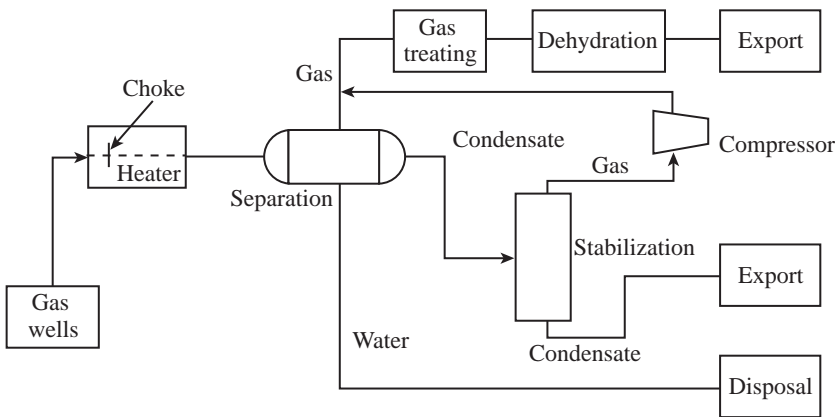 Gas
treating
Dehydration
Export
Gas
Choke
Condensate
Compressor
Heater
Gas
Separation
Stabilization
Export
Gas
wells
Water
Condensate
Disposal